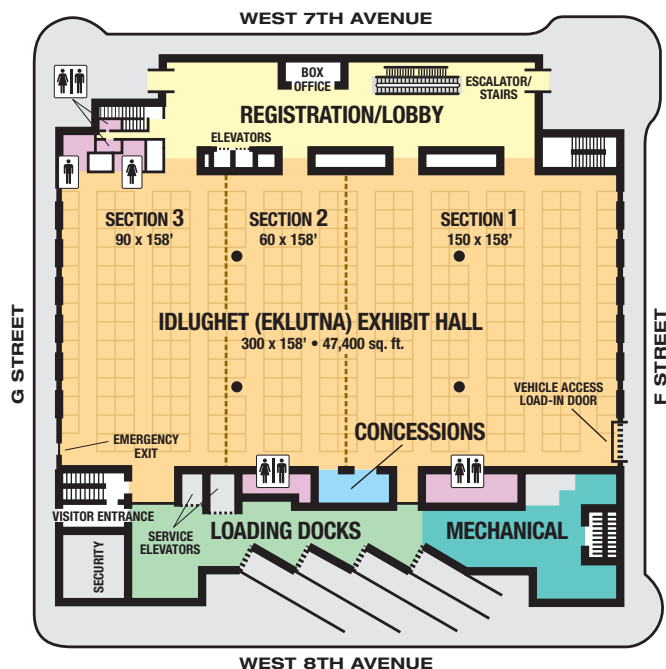 WEST 7TH AVENUE
BOX
OFFICE
ESCALATOR/
STAIRS
REGISTRATION/LOBBY
ELEVATORS
SECTION 3
90 x 158’
SECTION 2
60 x 158’
SECTION 1
150 x 158’
G STREET
F STREET
IDLUGHET (EKLUTNA) EXHIBIT HALL
300 x 158’ • 47,400 sq. ft.
VEHICLE ACCESS
LOAD-IN DOOR
EMERGENCY
EXIT
CONCESSIONS
VISITOR ENTRANCE
SERVICE
ELEVATORS
LOADING DOCKS
MECHANICAL
SECURITY
WEST 8TH AVENUE